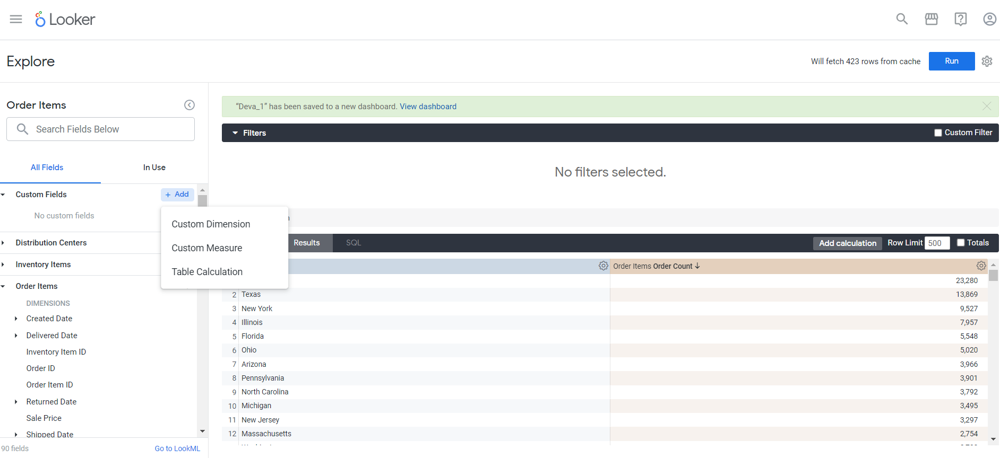 Looker
Explore
Will fetch 423 rows from cache
Run
Order Items
Search Fields Below
All Fields
In Use
Custom Fields
+ Add
No custom fields
Custom Dimension
Custom Measure
Table Calculation
Distribution Centers
Inventory Items
Order Items
DIMENSIONS
Created Date
Delivered Date
Inventory Item ID
Order ID
Order Item ID
Returned Date
Sale Price
Shipped Date
90 fields
Go to LookML
“Deva_1” has been saved to a new dashboard. View dashboard
Filters
Custom Filter
No filters selected.
Results
SQL
Add calculation
Row Limit 500
Totals
Order Items Order Count ↓
23,280
2 Texas 13,869
3 New York 9,527
4 Illinois 7,957
5 Florida 5,548
6 Ohio 5,020
7 Arizona 3,966
8 Pennsylvania 3,901
9 North Carolina 3,792
10 Michigan 3,495
11 New Jersey 3,297
12 Massachusetts 2,754